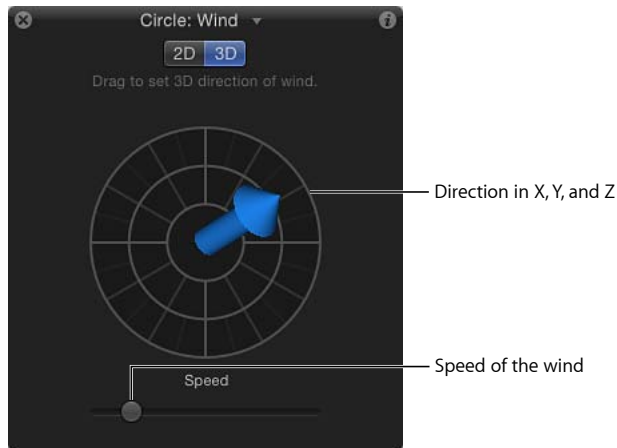 Circle: Wind
2D 3D
Drag to set 3D direction of wind.
Direction in X, Y, and Z
Speed of the wind
Speed